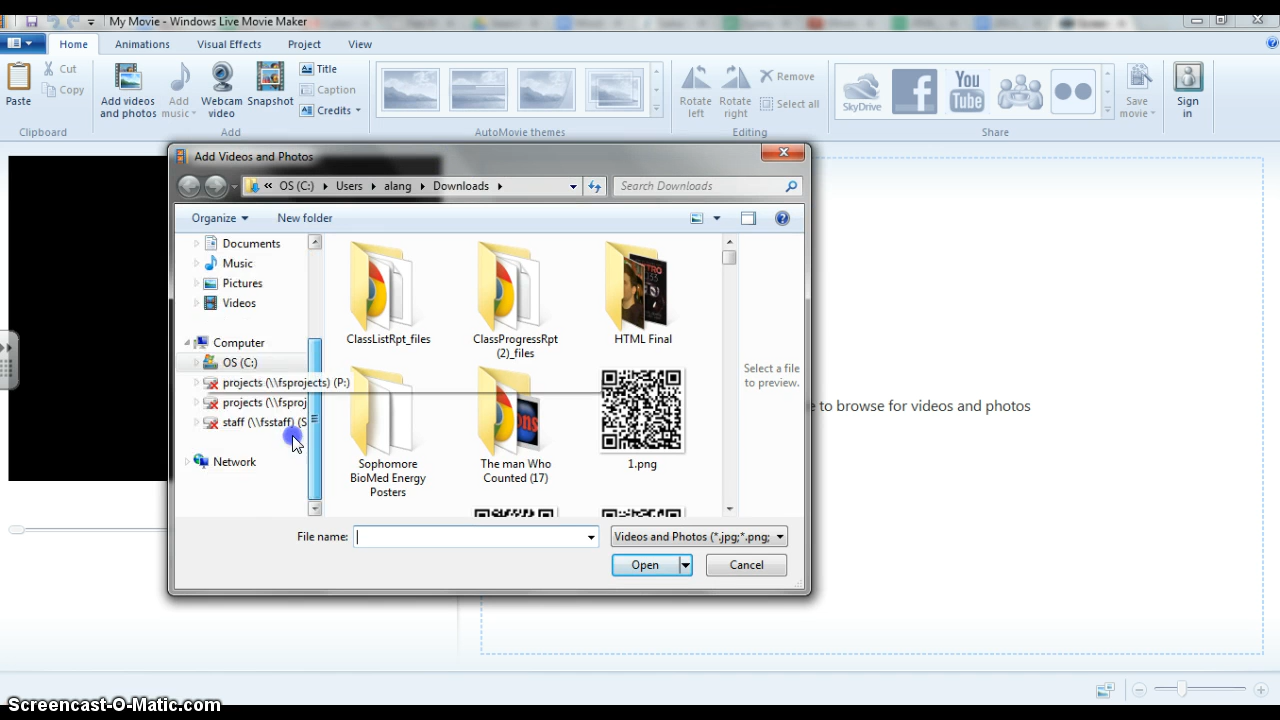 My Movie - Windows Live Movie Maker
Home
Animations
Visual Effects
Project
View
Paste
Cut
Copy
Clipboard
Add videos
and photos
Add
music
Webcam
video
Snapshot
Title
Caption
Credits
Add
AutoMovie themes
Rotate
left
Rotate
right
Remove
Select all
Editing
SkyDrive
f
You
Tube
Share
Save
movie
Sign
in
Add Videos and Photos
« OS (C:)
Users
alang
Downloads
Search Downloads
Organize
New folder
Documents
Music
Pictures
Videos
Computer
OS (C:)
projects (\\fsprojects) (P:)
projects (\\fsproj
staff (\\fsstaff) (S
Network
ClassListRpt_files
ClassProgressRpt
(2)_files
HTML Final
Sophomore
BioMed Energy
Posters
The man Who
Counted (17)
1.png
Select a file
to preview.
e to browse for videos and photos
File name:
Videos and Photos (*.jpg;*.png;
Open
Cancel
Screencast-O-Matic.com